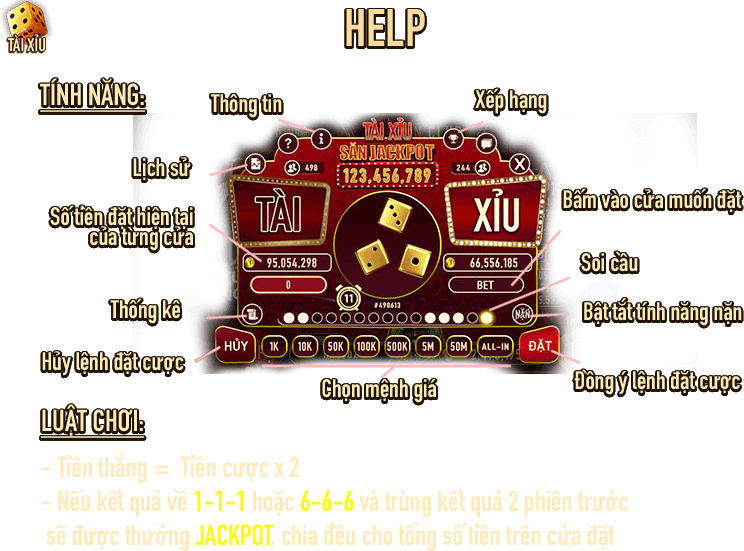 TÀI XỈU
HELP
TÍNH NĂNG:
Thông tin
Xếp hạng
TÀI XỈU
SĂN JACKPOT
Lịch sử
? i
498
123,456,789
244
X
TÀI
XỈU
Bấm vào cửa muốn đặt
Số tiền đặt hiện tại
của từng cửa
95,054,298
66,556,185
Soi cầu
0
BET
11
#490613
Thống kê
NẶN
Bật tắt tính năng nặn
HỦY
1K
10K
50K
100K
500K
5M
50M
ALL-IN
ĐẶT
Hủy lệnh đặt cược
Chọn mệnh giá
Đồng ý lệnh đặt cược
LUẬT CHƠI:
- Tiền thắng = Tiền cược x 2
- Nếu kết quả về 1-1-1 hoặc 6-6-6 và trùng kết quả 2 phiên trước
sẽ được thưởng JACKPOT, chia đều cho tổng số tiền trên cửa đặt